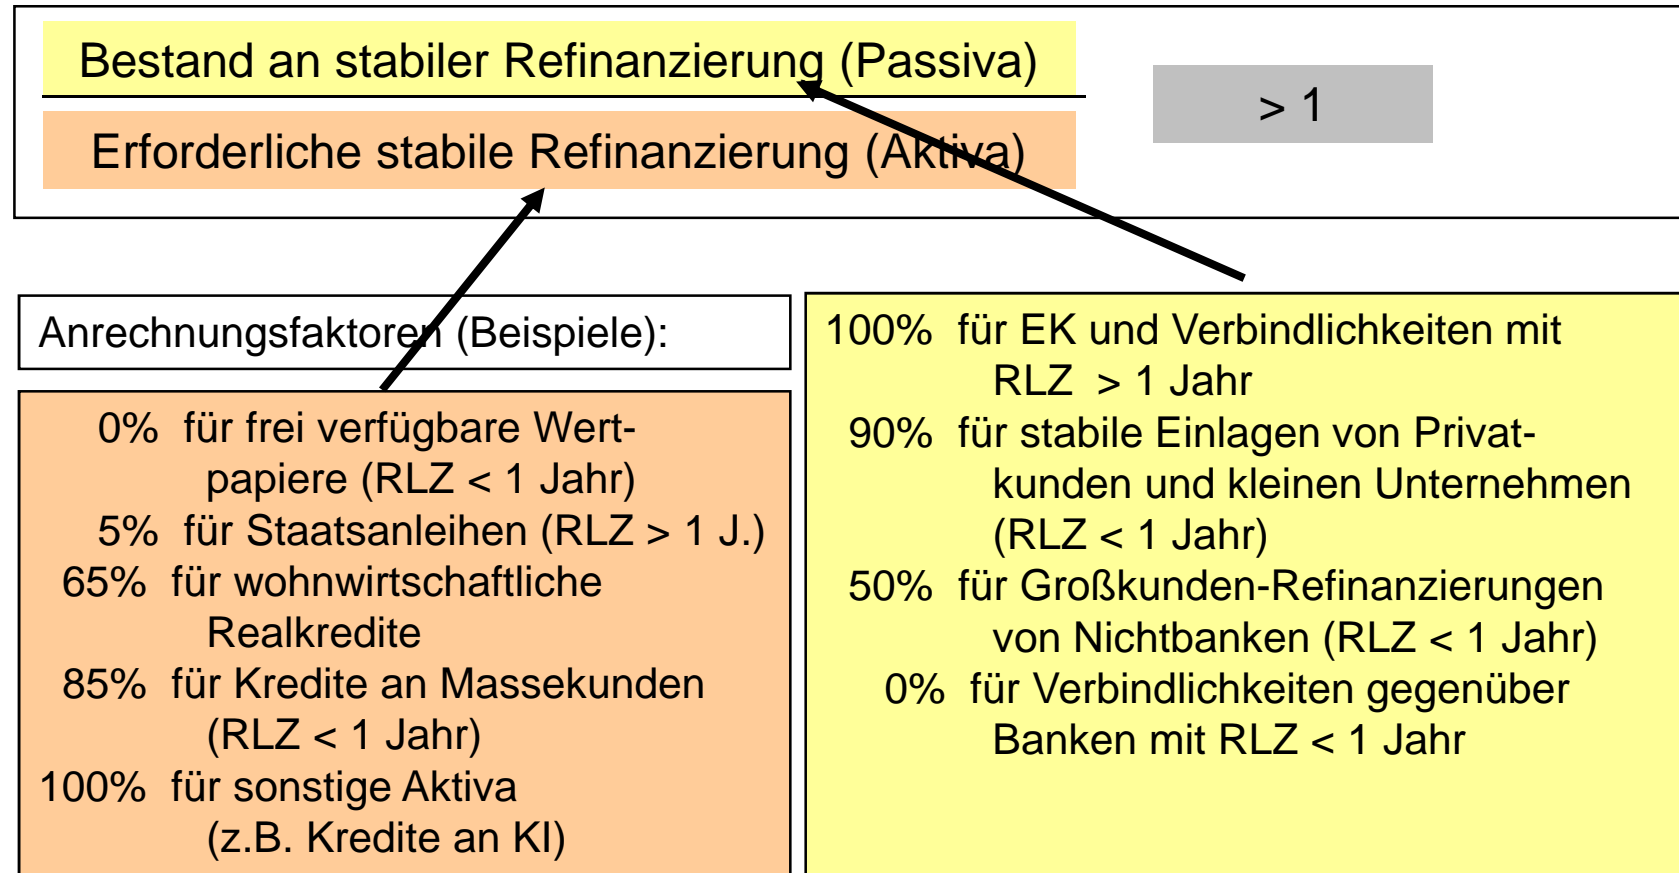 Bestand an stabiler Refinanzierung (Passiva)
Erforderliche stabile Refinanzierung (Aktiva)
> 1
Anrechnungsfaktoren (Beispiele):
0% für frei verfügbare Wert-
papiere (RLZ < 1 Jahr)
5% für Staatsanleihen (RLZ > 1 J.)
65% für wohnwirtschaftliche
Realkredite
85% für Kredite an Massekunden
(RLZ < 1 Jahr)
100% für sonstige Aktiva
(z.B. Kredite an KI)
100% für EK und Verbindlichkeiten mit
RLZ > 1 Jahr
90% für stabile Einlagen von Privat-
kunden und kleinen Unternehmen
(RLZ < 1 Jahr)
50% für Großkunden-Refinanzierungen
von Nichtbanken (RLZ < 1 Jahr)
0% für Verbindlichkeiten gegenüber
Banken mit RLZ < 1 Jahr